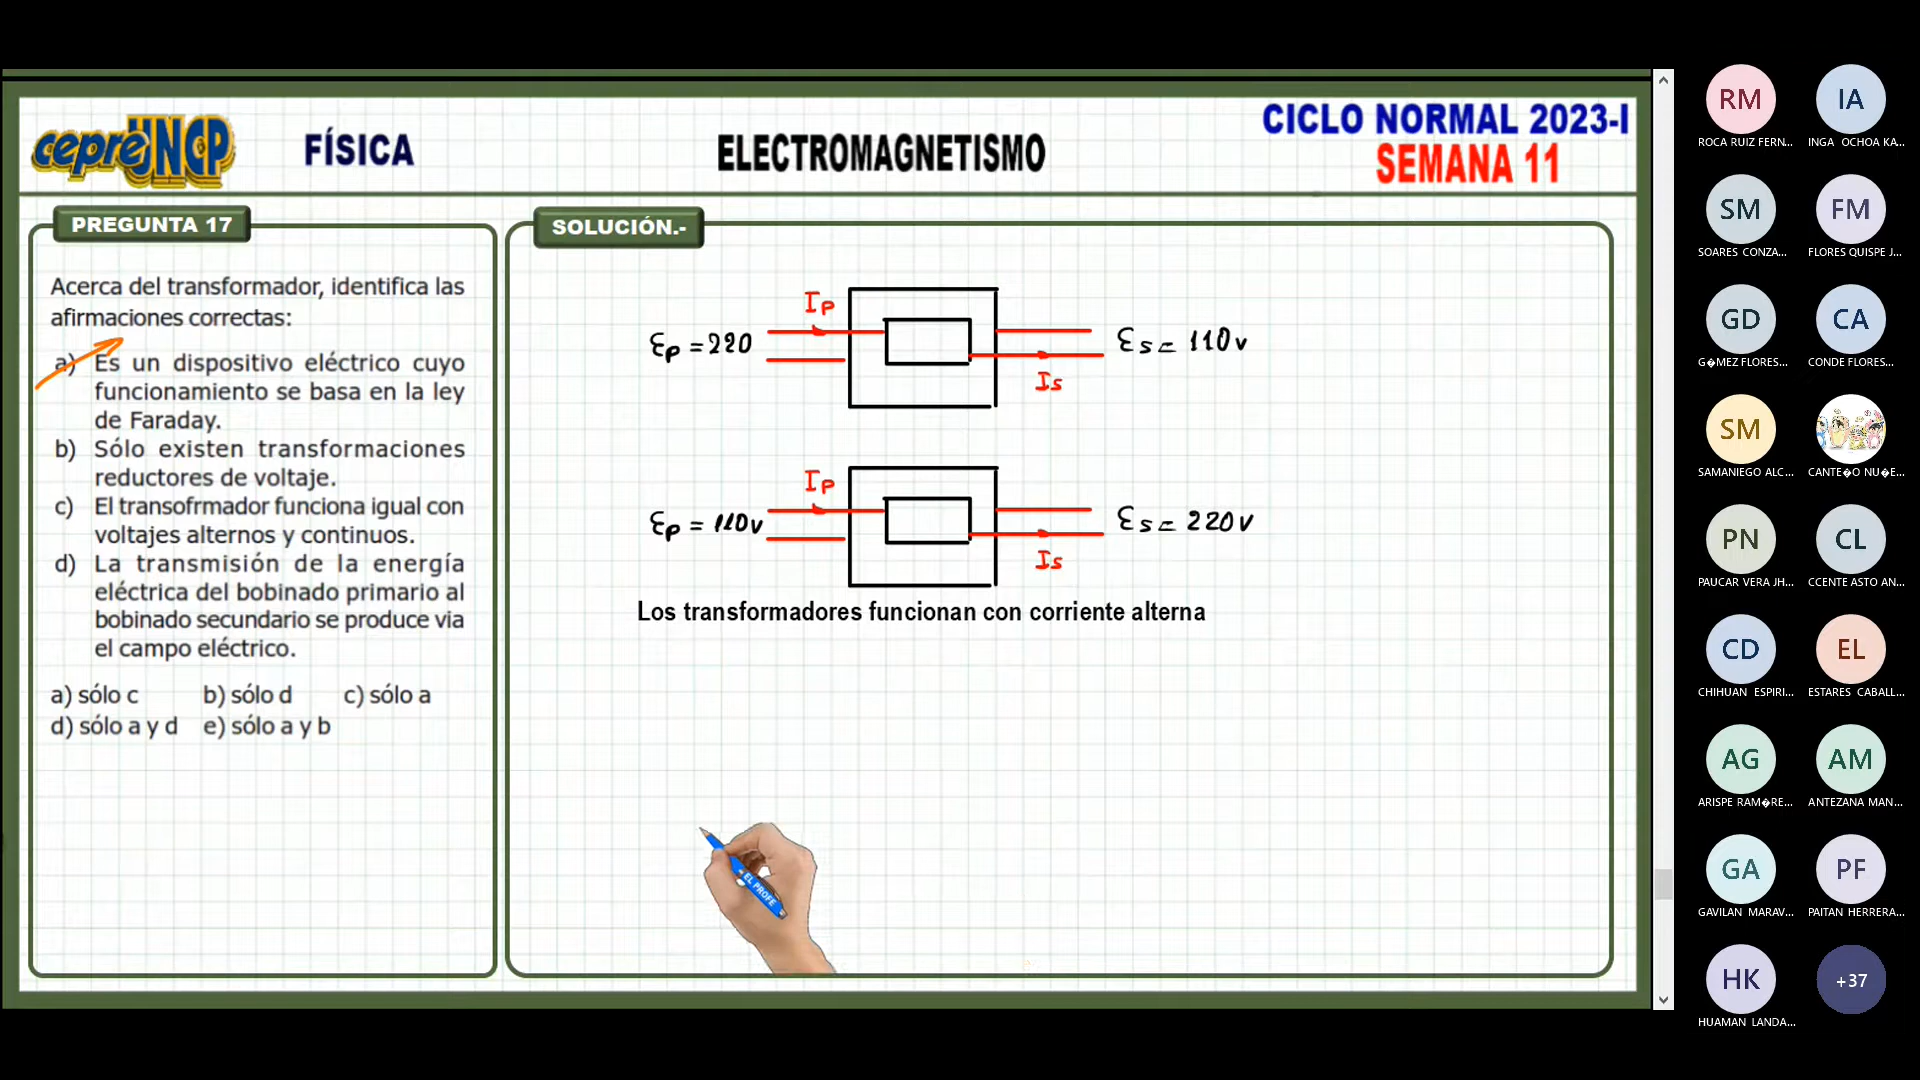 cepreUNCP
FÍSICA
ELECTROMAGNETISMO
CICLO NORMAL 2023-I
SEMANA 11
PREGUNTA 17
Acerca del transformador, identifica las
afirmaciones correctas:
a) Es un dispositivo eléctrico cuyo
funcionamiento se basa en la ley
de Faraday.
b) Sólo existen transformaciones
reductores de voltaje.
c) El transofrmador funciona igual con
voltajes alternos y continuos.
d) La transmisión de la energía
eléctrica del bobinado primario al
bobinado secundario se produce via
el campo eléctrico.
a) sólo c b) sólo d c) sólo a
d) sólo a y d e) sólo a y b
SOLUCIÓN.-
Ip
Ɛp = 220
Ɛs = 110v
Is
Ip
Ɛp = 110v
Ɛs = 220v
Is
Los transformadores funcionan con corriente alterna
EL PROFE
RM
ROCA RUIZ FERN...
IA
INGA OCHOA KA...
SM
SOARES CONZA...
FM
FLORES QUISPE J...
GD
G�MEZ FLORES...
CA
CONDE FLORES...
SM
SAMANIEGO ALC...
CANTE�O NU�E...
PN
PAUCAR VERA JH...
CL
CCENTE ASTO AN...
CD
CHIHUAN ESPIRI...
EL
ESTARES CABALL...
AG
ARISPE RAM�RE...
AM
ANTEZANA MAN...
GA
GAVILAN MARAV...
PF
PAITAN HERRERA...
HK
HUAMAN LANDA...
+37